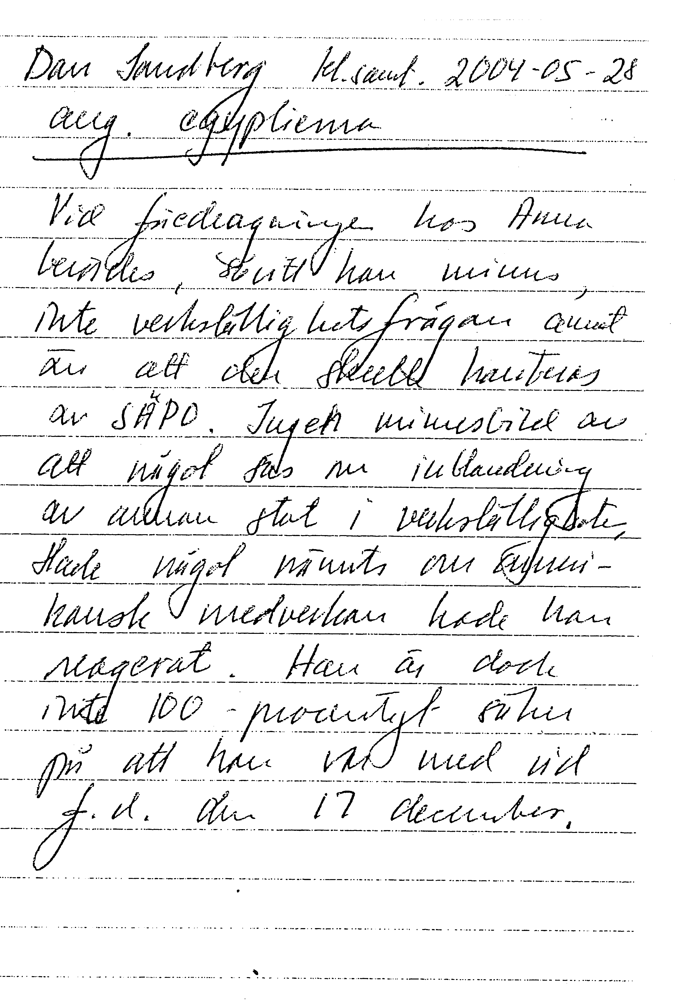 Dan Sandberg tel.samt. 2004-05-28
ang. egyptierna
Vid föredragningen hos Anna
berördes, såvitt han minns,
inte verkställighetsfrågan annat
än att den skulle hanteras
av SÄPO. Ingen minnesbild av
att något sas om inblandning
av annan stat i verkställighete,
Hade något nämnts om ameri-
kansk medverkan hade han
reagerat. Han är dock
inte 100-procentigt säker
på att han var med vid
f.d. den 17 december.